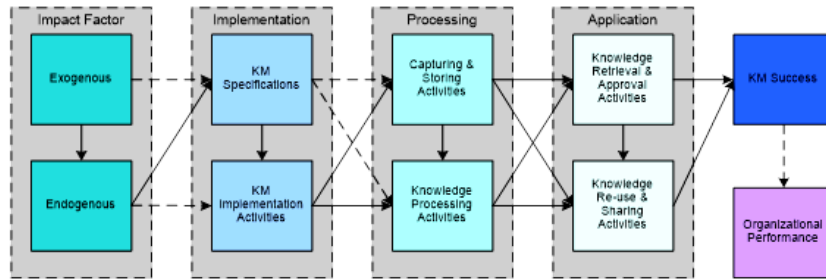 Impact Factor
Implementation
Processing
Application
Exogenous
KM
Specifications
Capturing &
Storing
Activities
Knowledge
Retrieval &
Approval
Activities
KM Success
Endogenous
KM
Implementation
Activities
Knowledge
Processing
Activities
Knowledge
Re-use &
Sharing
Activities
Organizational
Performance